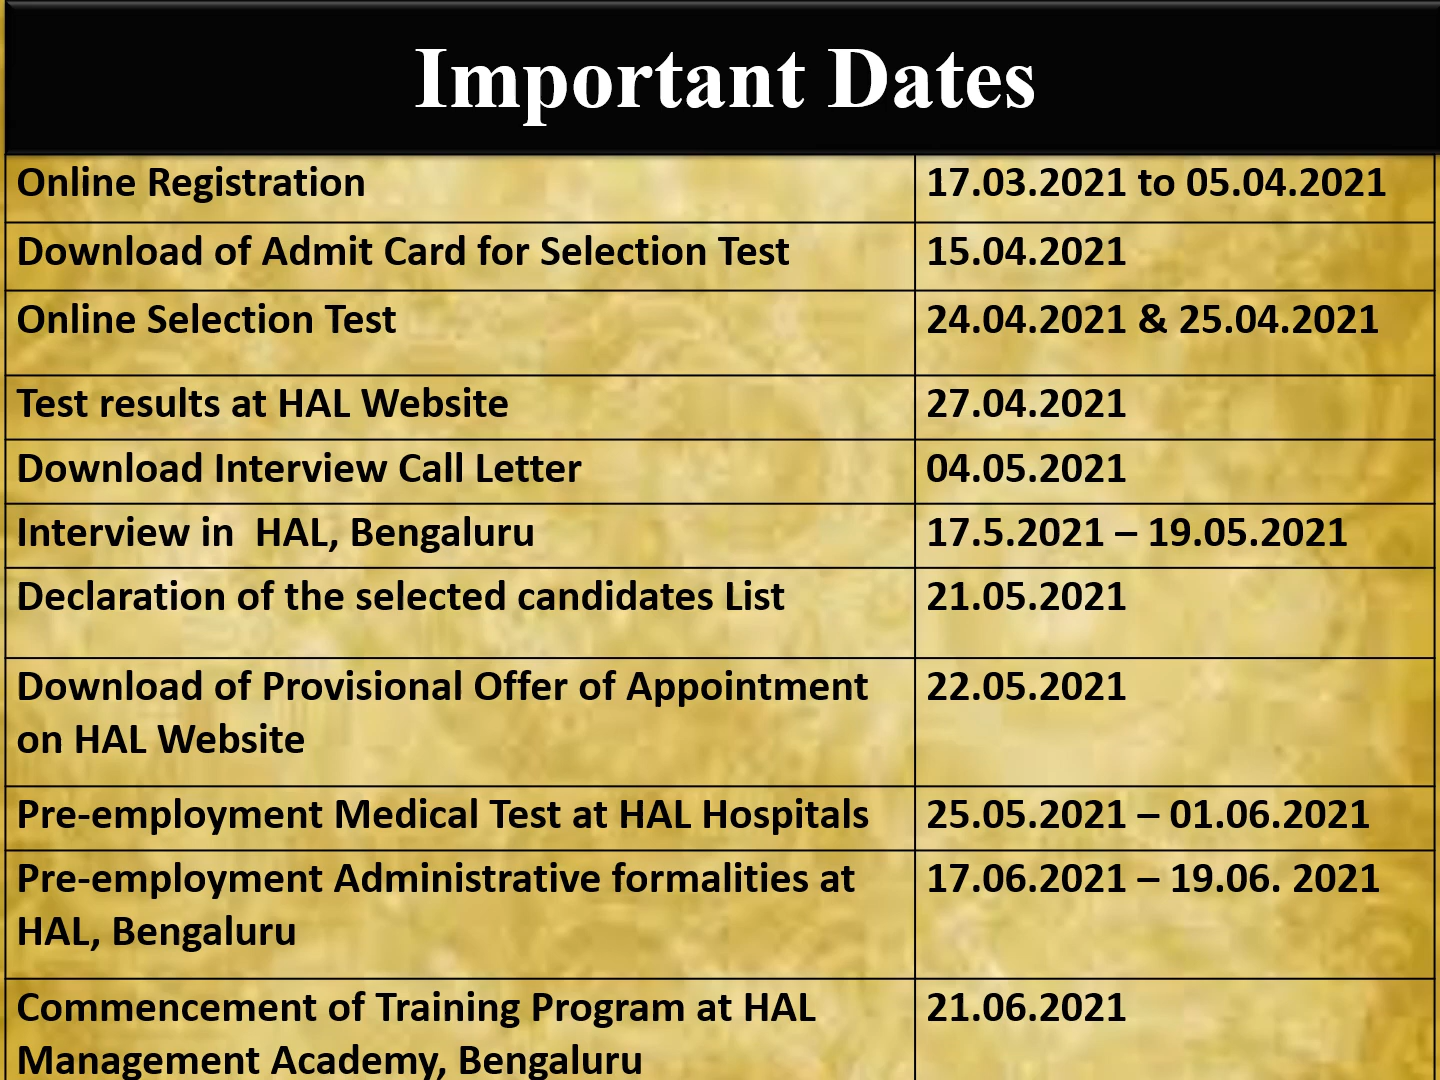 Important Dates
Online Registration 17.03.2021 to 05.04.2021
Download of Admit Card for Selection Test 15.04.2021
Online Selection Test 24.04.2021 & 25.04.2021
Test results at HAL Website 27.04.2021
Download Interview Call Letter 04.05.2021
Interview in  HAL, Bengaluru 17.5.2021 – 19.05.2021
Declaration of the selected candidates List 21.05.2021
Download of Provisional Offer of Appointment 22.05.2021
on HAL Website
Pre-employment Medical Test at HAL Hospitals 25.05.2021 – 01.06.2021
Pre-employment Administrative formalities at 17.06.2021 – 19.06. 2021
HAL, Bengaluru
Commencement of Training Program at HAL 21.06.2021
Management Academy, Bengaluru